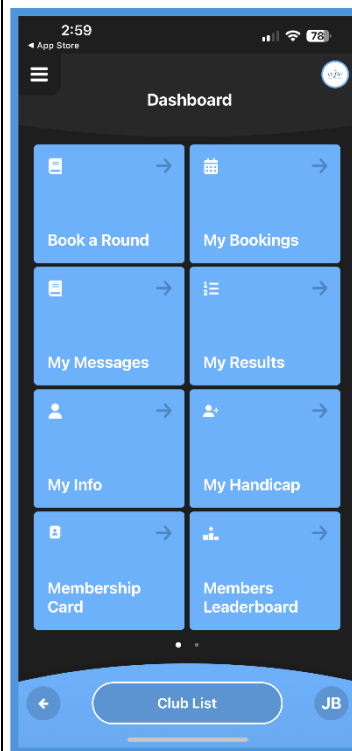 2:59
78
◀ App Store
Dashboard
Book a Round
My Bookings
My Messages
My Results
My Info
My Handicap
Membership
Card
Members
Leaderboard
Club List
JB